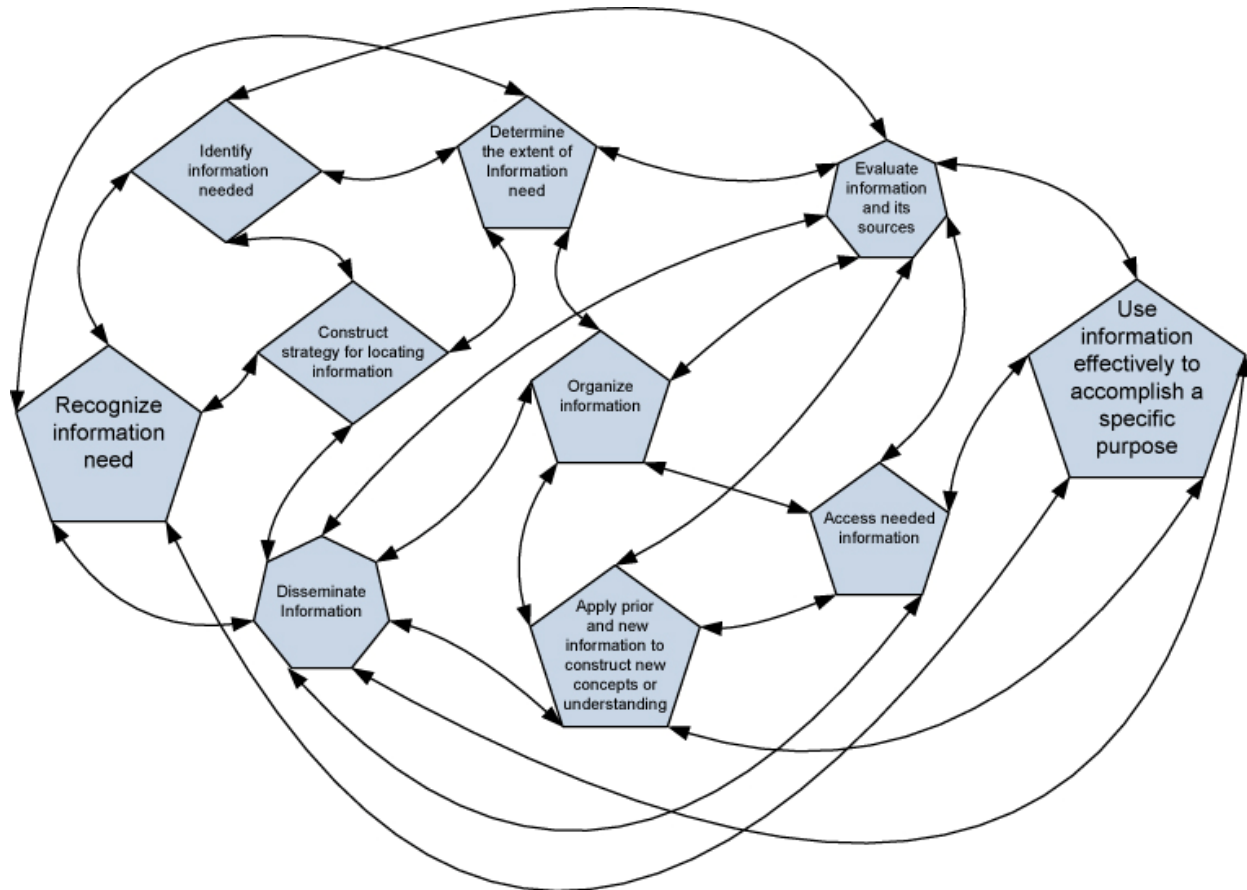 Identify
information
needed
Determine
the extent of
Information
need
Evaluate
information
and its
sources
Use
information
effectively to
accomplish a
specific
purpose
Construct
strategy for locating
information
Organize
information
Recognize
information
need
Access needed
information
Disseminate
Information
Apply prior
and new
information to
construct new
concepts or
understanding